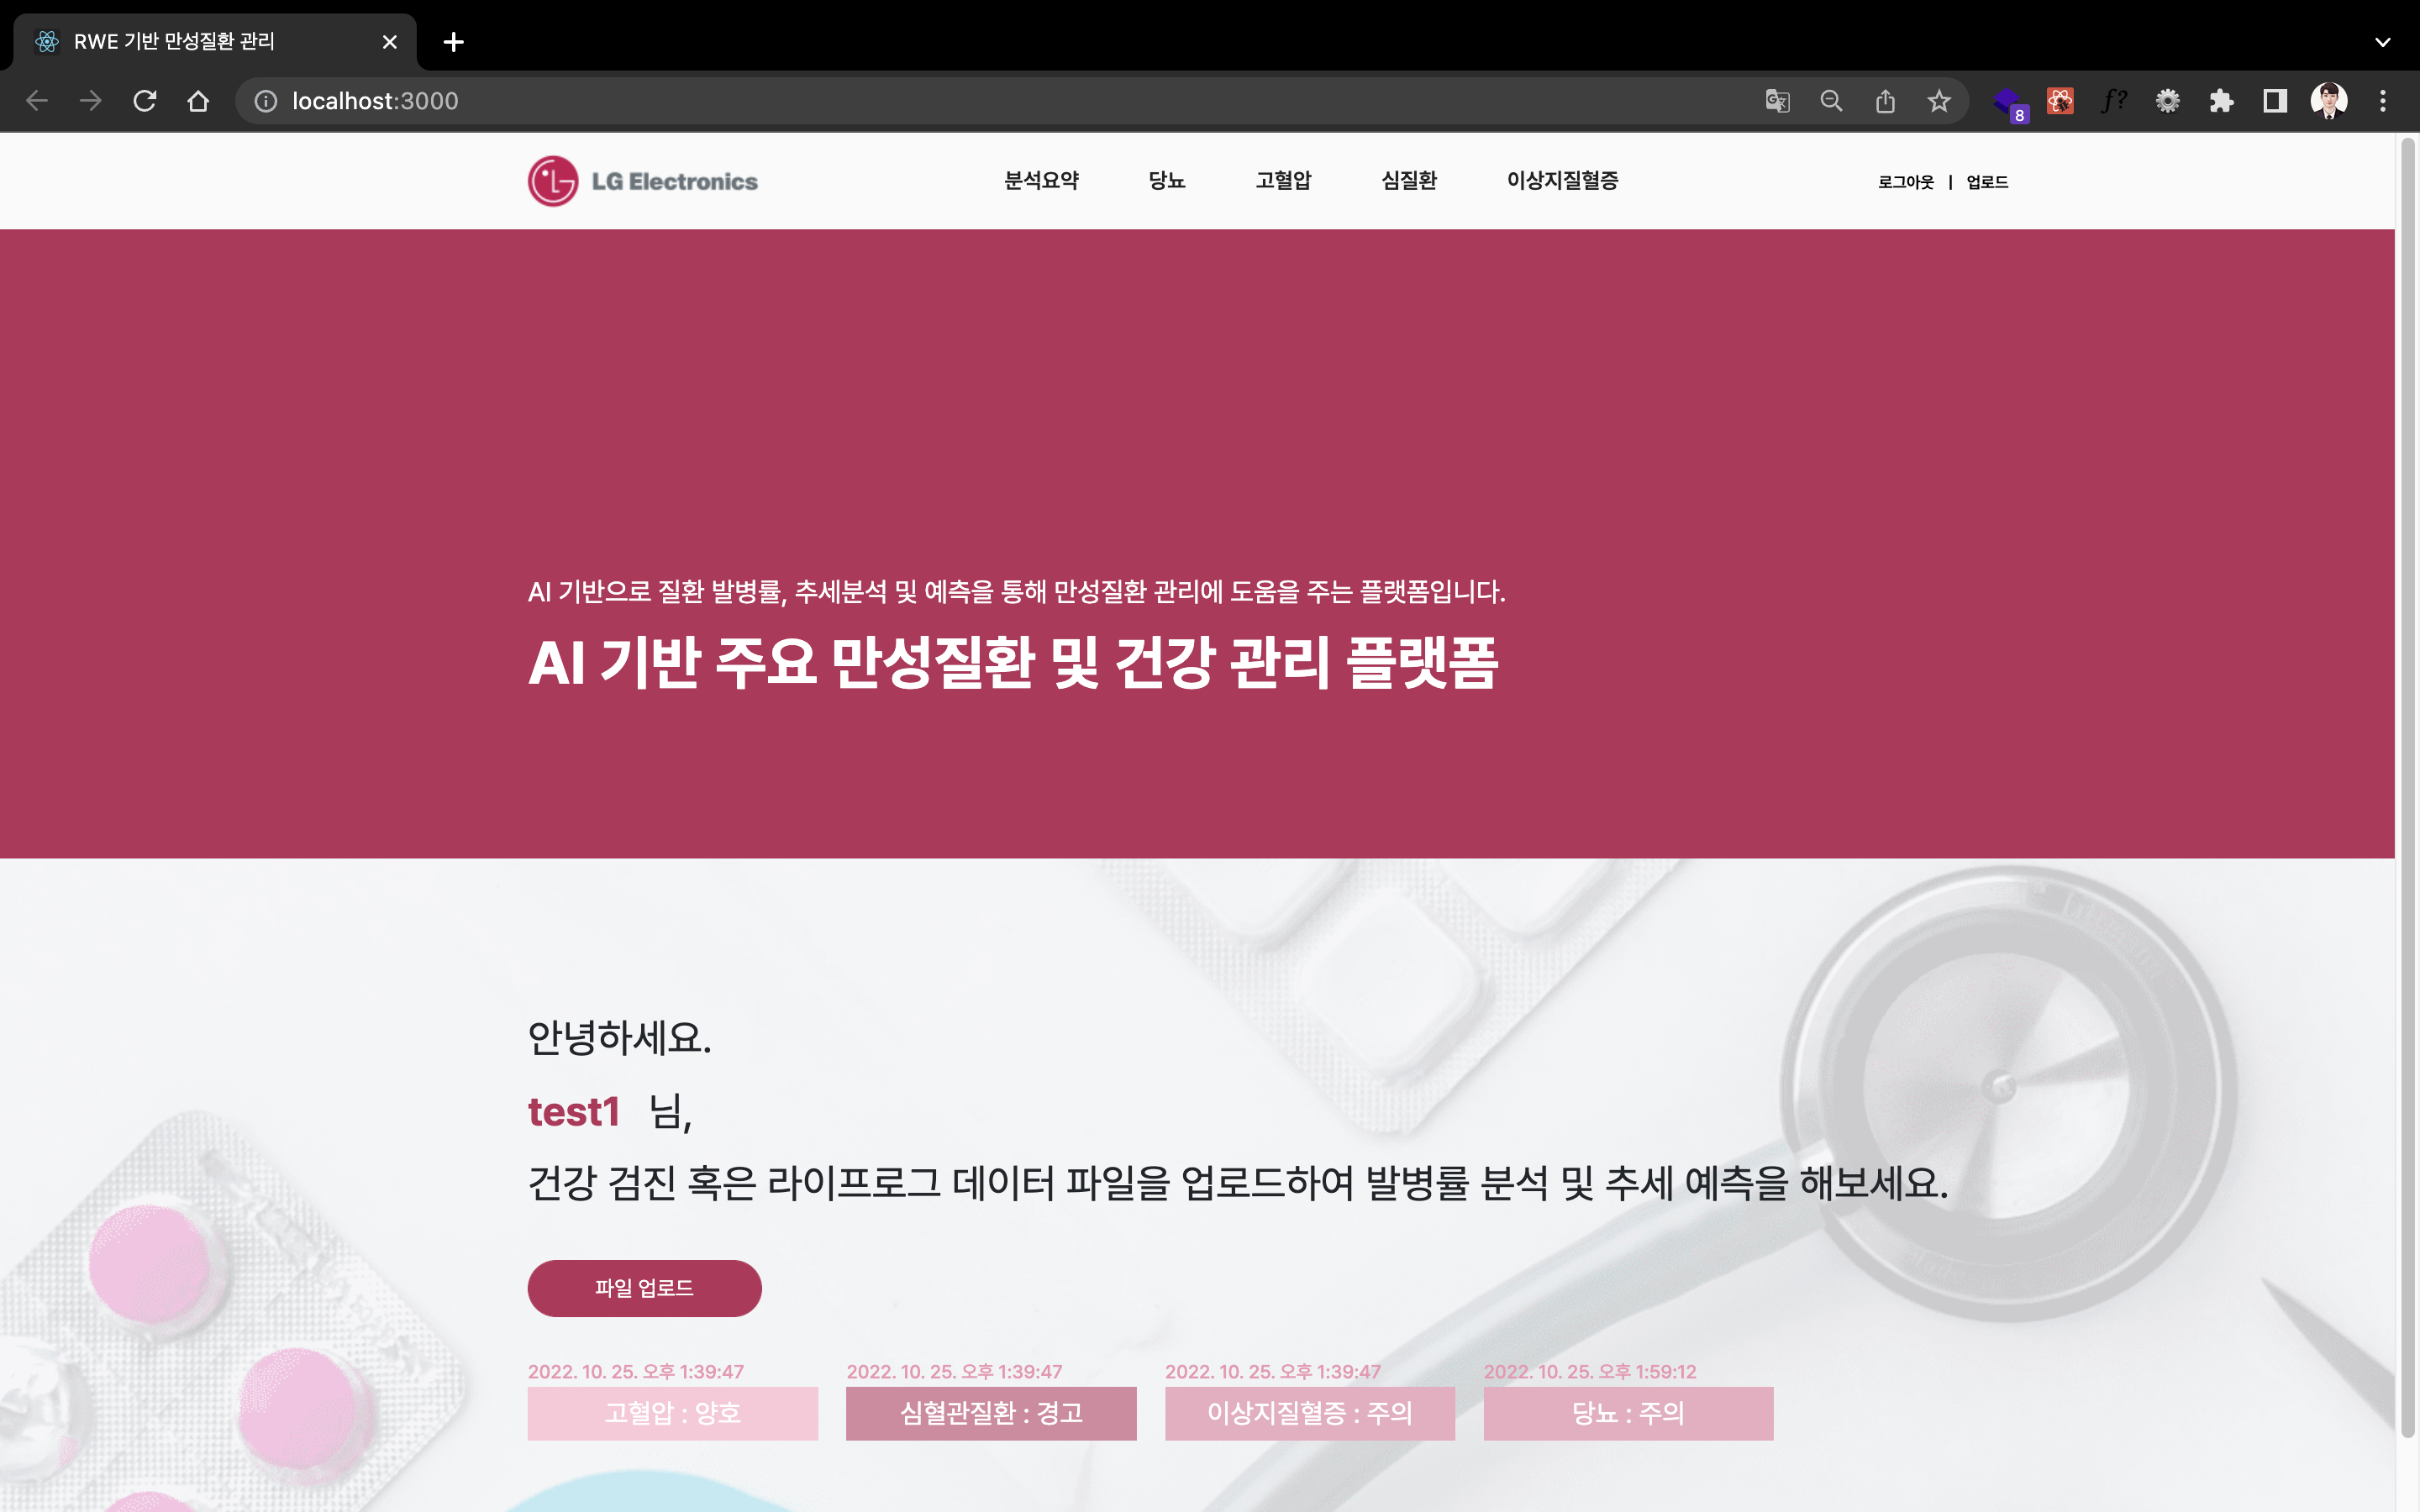 RWE 기반 만성질환 관리
localhost:3000
8
f?
LG Electronics
분석요약 당뇨 고혈압 심질환 이상지질혈증
로그아웃 | 업로드
AI 기반으로 질환 발병률, 추세분석 및 예측을 통해 만성질환 관리에 도움을 주는 플랫폼입니다.
AI 기반 주요 만성질환 및 건강 관리 플랫폼
안녕하세요.
test1 님,
건강 검진 혹은 라이프로그 데이터 파일을 업로드하여 발병률 분석 및 추세 예측을 해보세요.
파일 업로드
2022. 10. 25. 오후 1:39:47 2022. 10. 25. 오후 1:39:47 2022. 10. 25. 오후 1:39:47 2022. 10. 25. 오후 1:59:12
고혈압 : 양호 심혈관질환 : 경고 이상지질혈증 : 주의 당뇨 : 주의